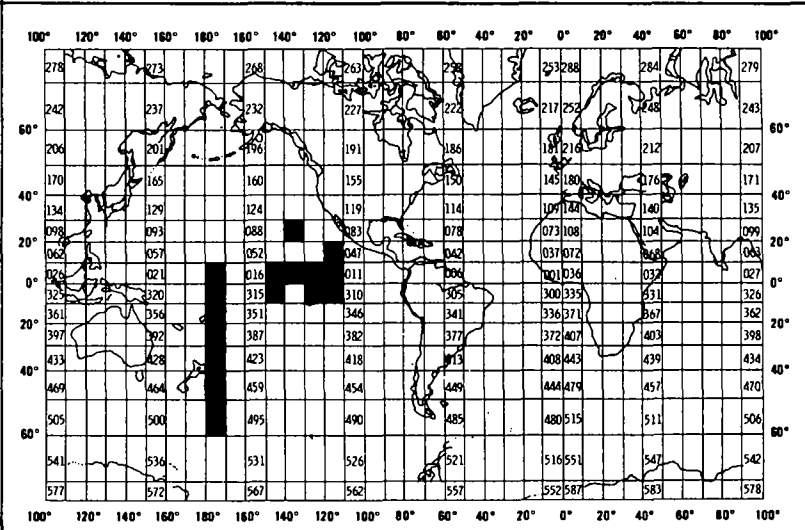 100° 120° 140° 160° 180° 160° 140° 120° 100° 80° 60° 40° 20° 0° 20° 40° 60° 80° 100°
278 273 268 263 258 253 288 284 279
242 237 232 227 222 217 252 248 243
60° 60°
206 201 196 191 186 181 216 212 207
170 165 160 155 150 145 180 176 171
40° 40°
134 129 124 119 114 109 144 140 135
098 093 088 083 078 073 108 104 099
20° 20°
062 057 052 047 042 037 072 068 063
026 021 016 011 006 001 036 032 027
0° 0°
325 320 315 310 305 300 335 331 326
361 356 351 346 341 336 371 367 362
20° 20°
397 392 387 382 377 372 407 403 398
433 428 423 418 413 408 443 439 434
40° 40°
469 464 459 454 449 444 479 457 470
505 500 495 490 485 480 515 511 506
60° 60°
541 536 531 526 521 516 551 547 542
577 572 567 562 557 552 587 583 578
100° 120° 140° 160° 180° 160° 140° 120° 100° 80° 60° 40° 20° 0° 20° 40° 60° 80° 100°